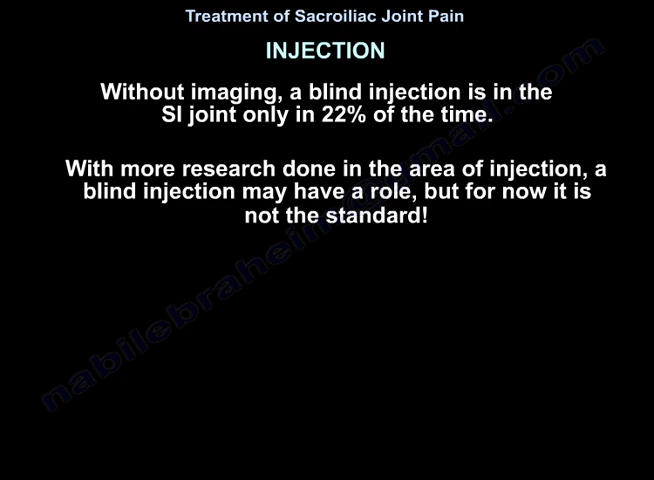 Treatment of Sacroiliac Joint Pain
INJECTION
Without imaging, a blind injection is in the
SI joint only in 22% of the time.
With more research done in the area of injection, a
blind injection may have a role, but for now it is
not the standard!
nabilebraheim@gmail.com